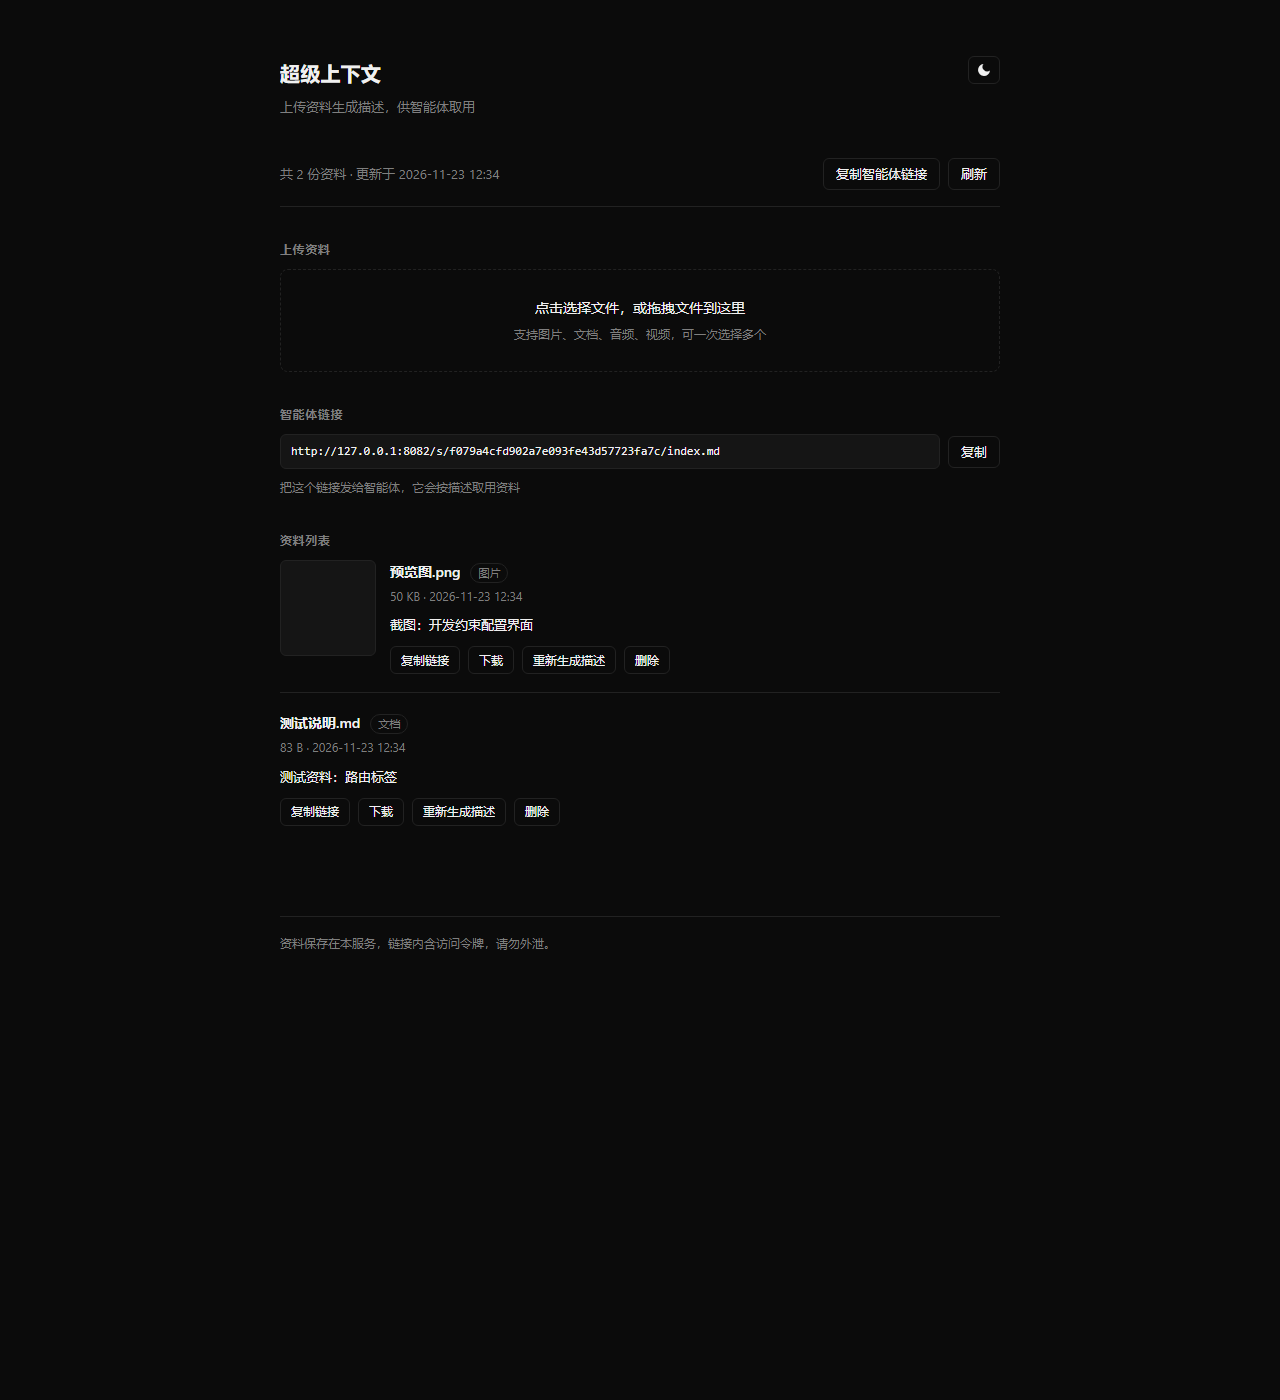 超级上下文
上传资料生成描述，供智能体取用
共 2 份资料 · 更新于 2026-11-23 12:34
复制智能体链接
刷新
上传资料
点击选择文件，或拖拽文件到这里
支持图片、文档、音频、视频，可一次选择多个
智能体链接
http://127.0.0.1:8082/s/f079a4cfd902a7e093fe43d57723fa7c/index.md
复制
把这个链接发给智能体，它会按描述取用资料
资料列表
预览图.png
图片
50 KB · 2026-11-23 12:34
截图：开发约束配置界面
复制链接
下载
重新生成描述
删除
测试说明.md
文档
83 B · 2026-11-23 12:34
测试资料：路由标签
复制链接
下载
重新生成描述
删除
资料保存在本服务，链接内含访问令牌，请勿外泄。